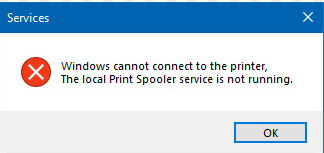 Services
Windows cannot connect to the printer,
The local Print Spooler service is not running.
OK